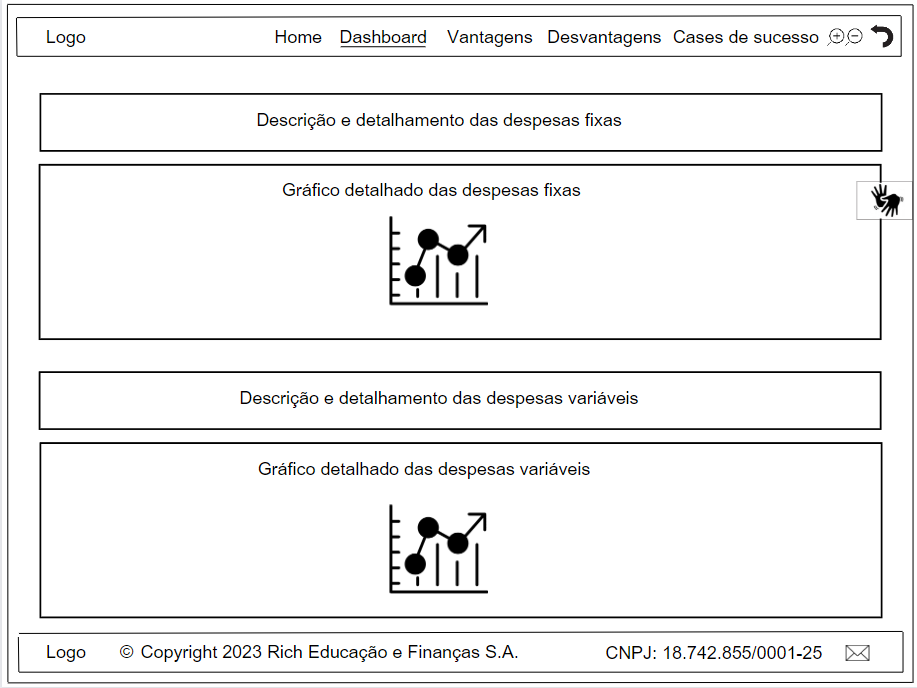 Logo Home Dashboard Vantagens Desvantagens Cases de sucesso
Descrição e detalhamento das despesas fixas
Gráfico detalhado das despesas fixas
Descrição e detalhamento das despesas variáveis
Gráfico detalhado das despesas variáveis
Logo © Copyright 2023 Rich Educação e Finanças S.A. CNPJ: 18.742.855/0001-25